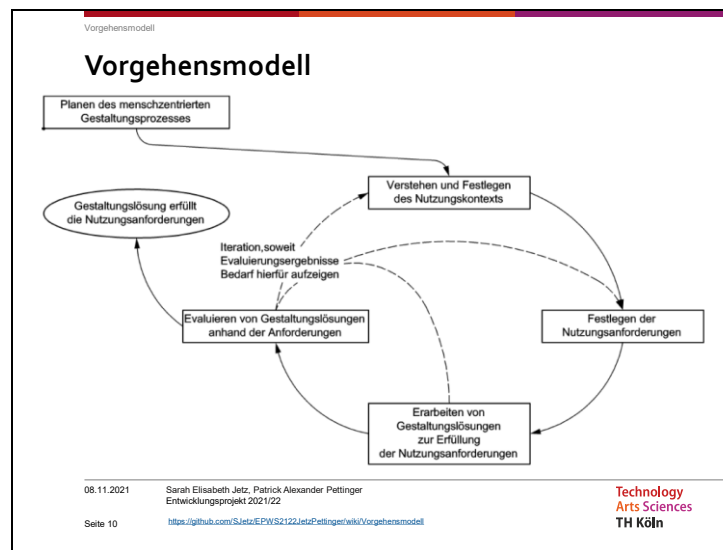 Vorgehensmodell
Vorgehensmodell
Planen des menschzentrierten
Gestaltungsprozesses
Verstehen und Festlegen
des Nutzungskontexts
Gestaltungslösung erfüllt
die Nutzungsanforderungen
Iteration,soweit
Evaluierungsergebnisse
Bedarf hierfür aufzeigen
Evaluieren von Gestaltungslösungen
anhand der Anforderungen
Festlegen der
Nutzungsanforderungen
Erarbeiten von
Gestaltungslösungen
zur Erfüllung
der Nutzungsanforderungen
08.11.2021
Sarah Elisabeth Jetz, Patrick Alexander Pettinger
Entwicklungsprojekt 2021/22
Seite 10
https://github.com/SJetz/EPWS2122JetzPettinger/wiki/Vorgehensmodell
Technology
Arts Sciences
TH Köln